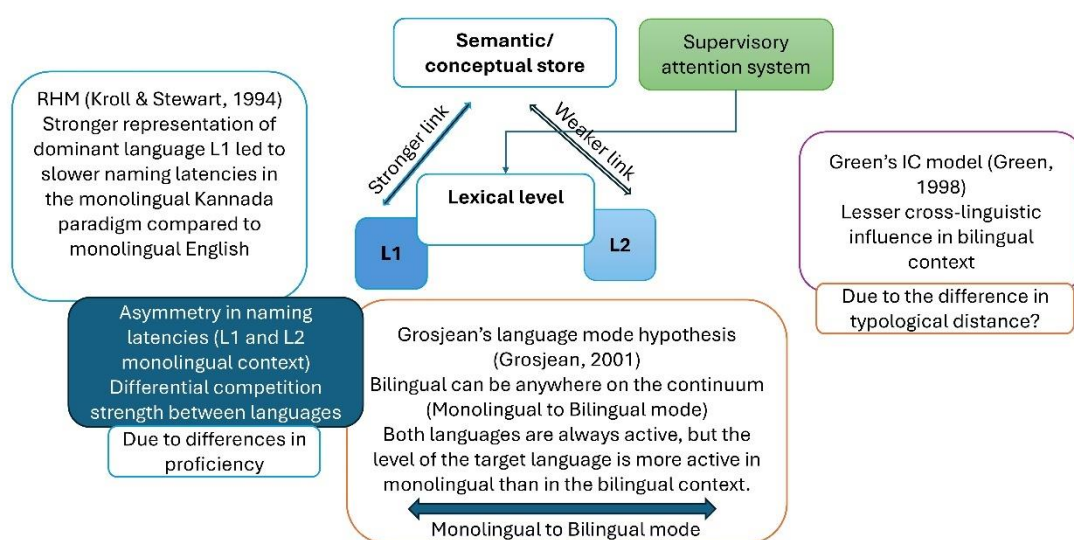 Semantic/
conceptual store
Supervisory
attention system
RHM (Kroll & Stewart, 1994)
Stronger representation of
dominant language L1 led to
slower naming latencies in
the monolingual Kannada
paradigm compared to
monolingual English
Stronger link
Weaker link
Lexical level
L1
L2
Green's IC model (Green,
1998)
Lesser cross-linguistic
influence in bilingual
context
Due to the difference in
typological distance?
Asymmetry in naming
latencies (L1 and L2
monolingual context)
Differential competition
strength between languages
Due to differences in
proficiency
Grosjean's language mode hypothesis
(Grosjean, 2001)
Bilingual can be anywhere on the continuum
(Monolingual to Bilingual mode)
Both languages are always active, but the
level of the target language is more active in
monolingual than in the bilingual context.
Monolingual to Bilingual mode